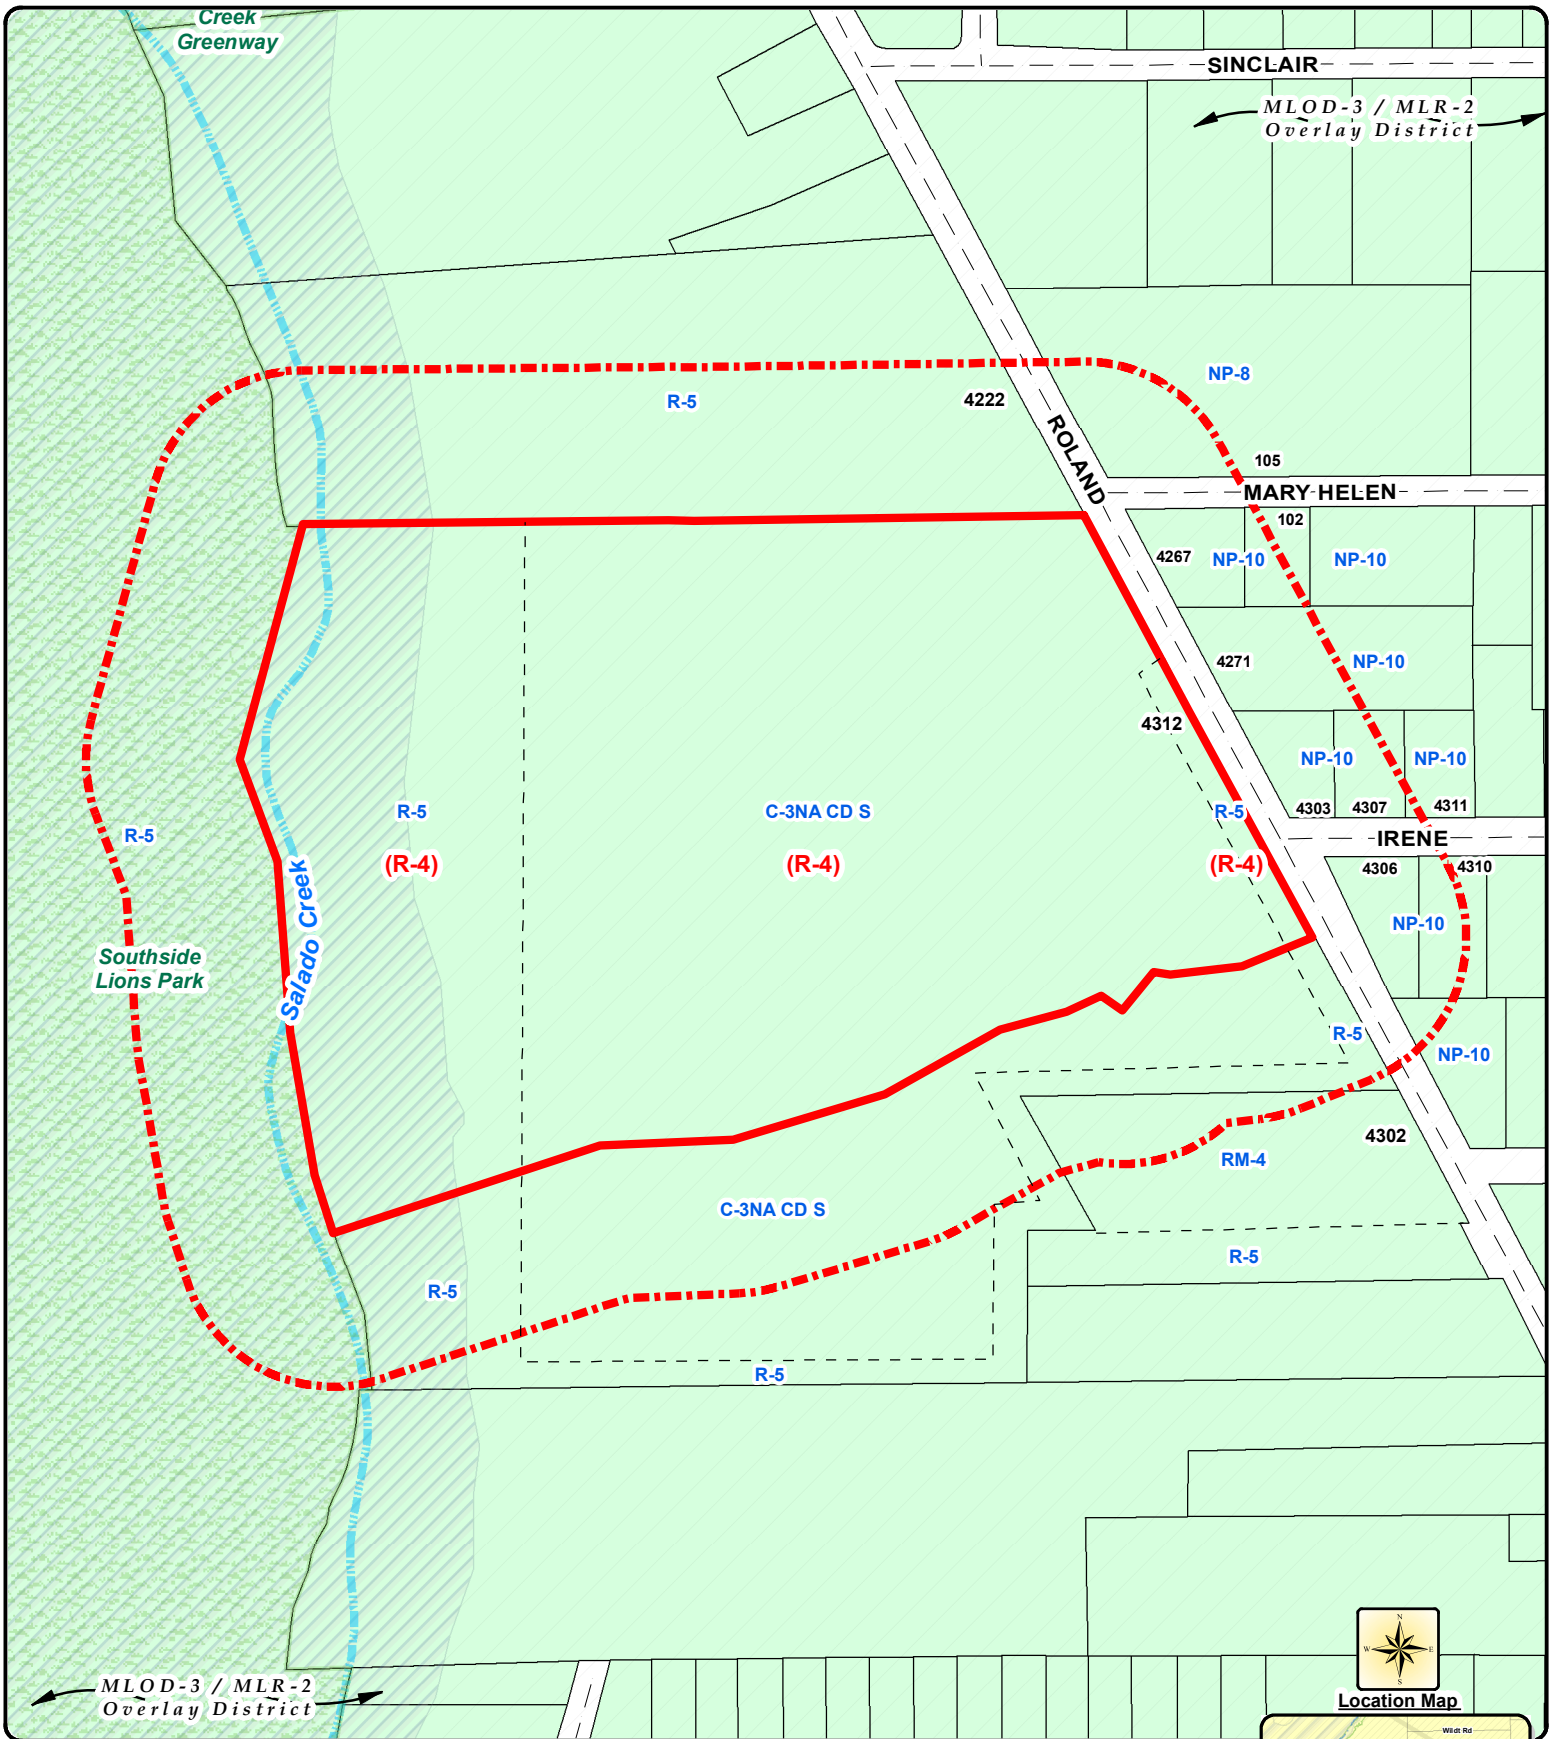 Creek
Greenway
SINCLAIR
MLOD-3 / MLR-2
Overlay District
NP-8
R-5
4222
ROLAND
105
MARY HELEN
102
4267
NP-10
NP-10
4271
NP-10
4312
NP-10
NP-10
R-5
C-3NA CD S
R-5
4303
4307
4311
R-5
IRENE
(R-4)
(R-4)
(R-4)
4306
4310
Salado Creek
NP-10
Southside
Lions Park
R-5
NP-10
4302
RM-4
C-3NA CD S
R-5
R-5
R-5
N
W
E
S
MLOD-3 / MLR-2
Overlay District
Location Map
Wildt Rd